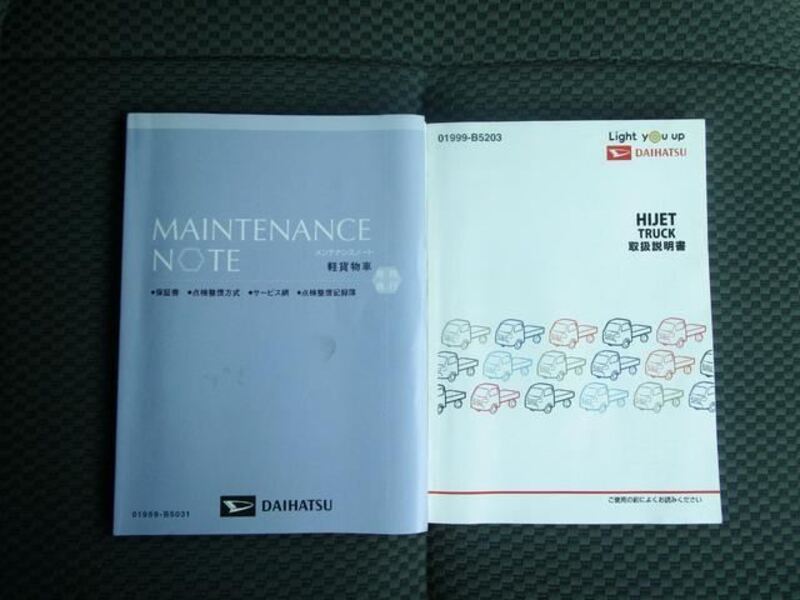 MAINTENANCE
NOTE
メンテナンスノート
軽貨物車
•保証書 •点検整備方式 •サービス網 •点検整備記録簿
DAIHATSU
01999-B5031
01999-B5203
Light you up
DAIHATSU
HIJET
TRUCK
取扱説明書
ご使用の前によくお読みください